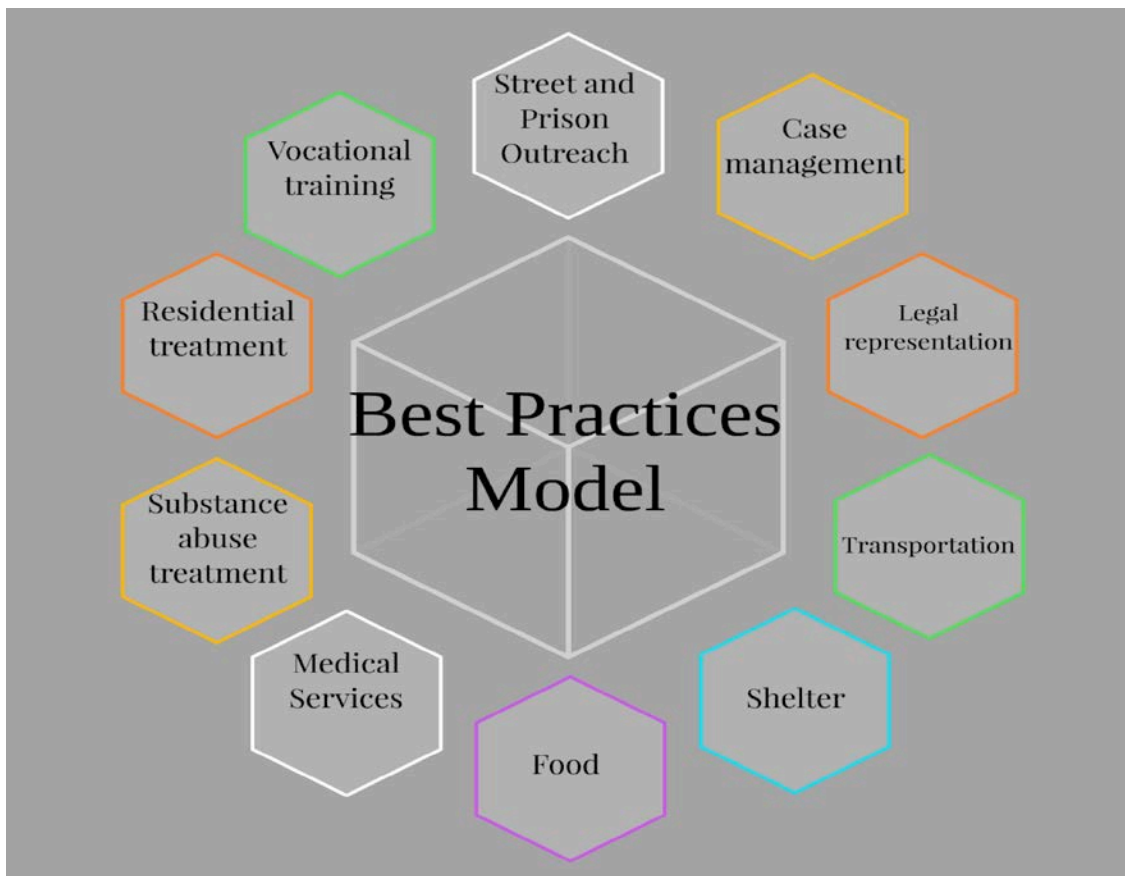 Street and
Prison
Outreach
Case
management
Legal
representation
Transportation
Shelter
Food
Medical
Services
Substance
abuse
treatment
Residential
treatment
Vocational
training
Best Practices
Model